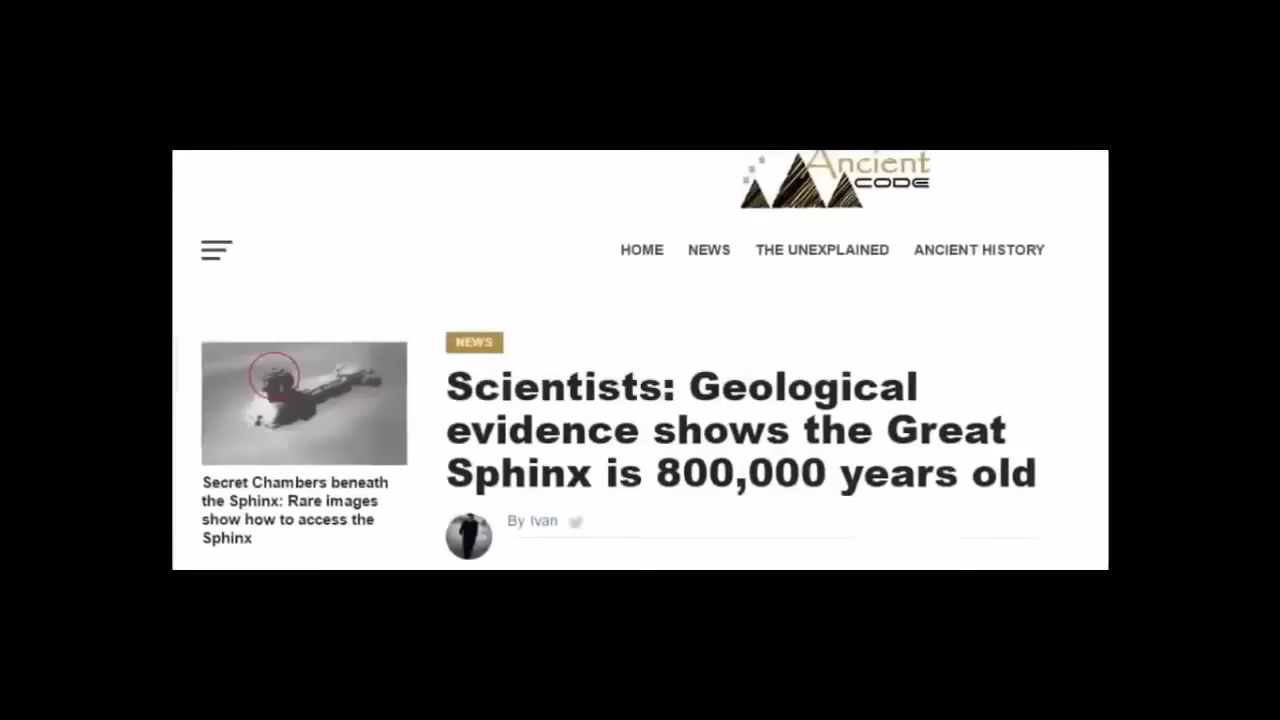 Ancient
CODE
HOME NEWS THE UNEXPLAINED ANCIENT HISTORY
NEWS
Scientists: Geological
evidence shows the Great
Sphinx is 800,000 years old
By Ivan
Secret Chambers beneath
the Sphinx: Rare images
show how to access the
Sphinx